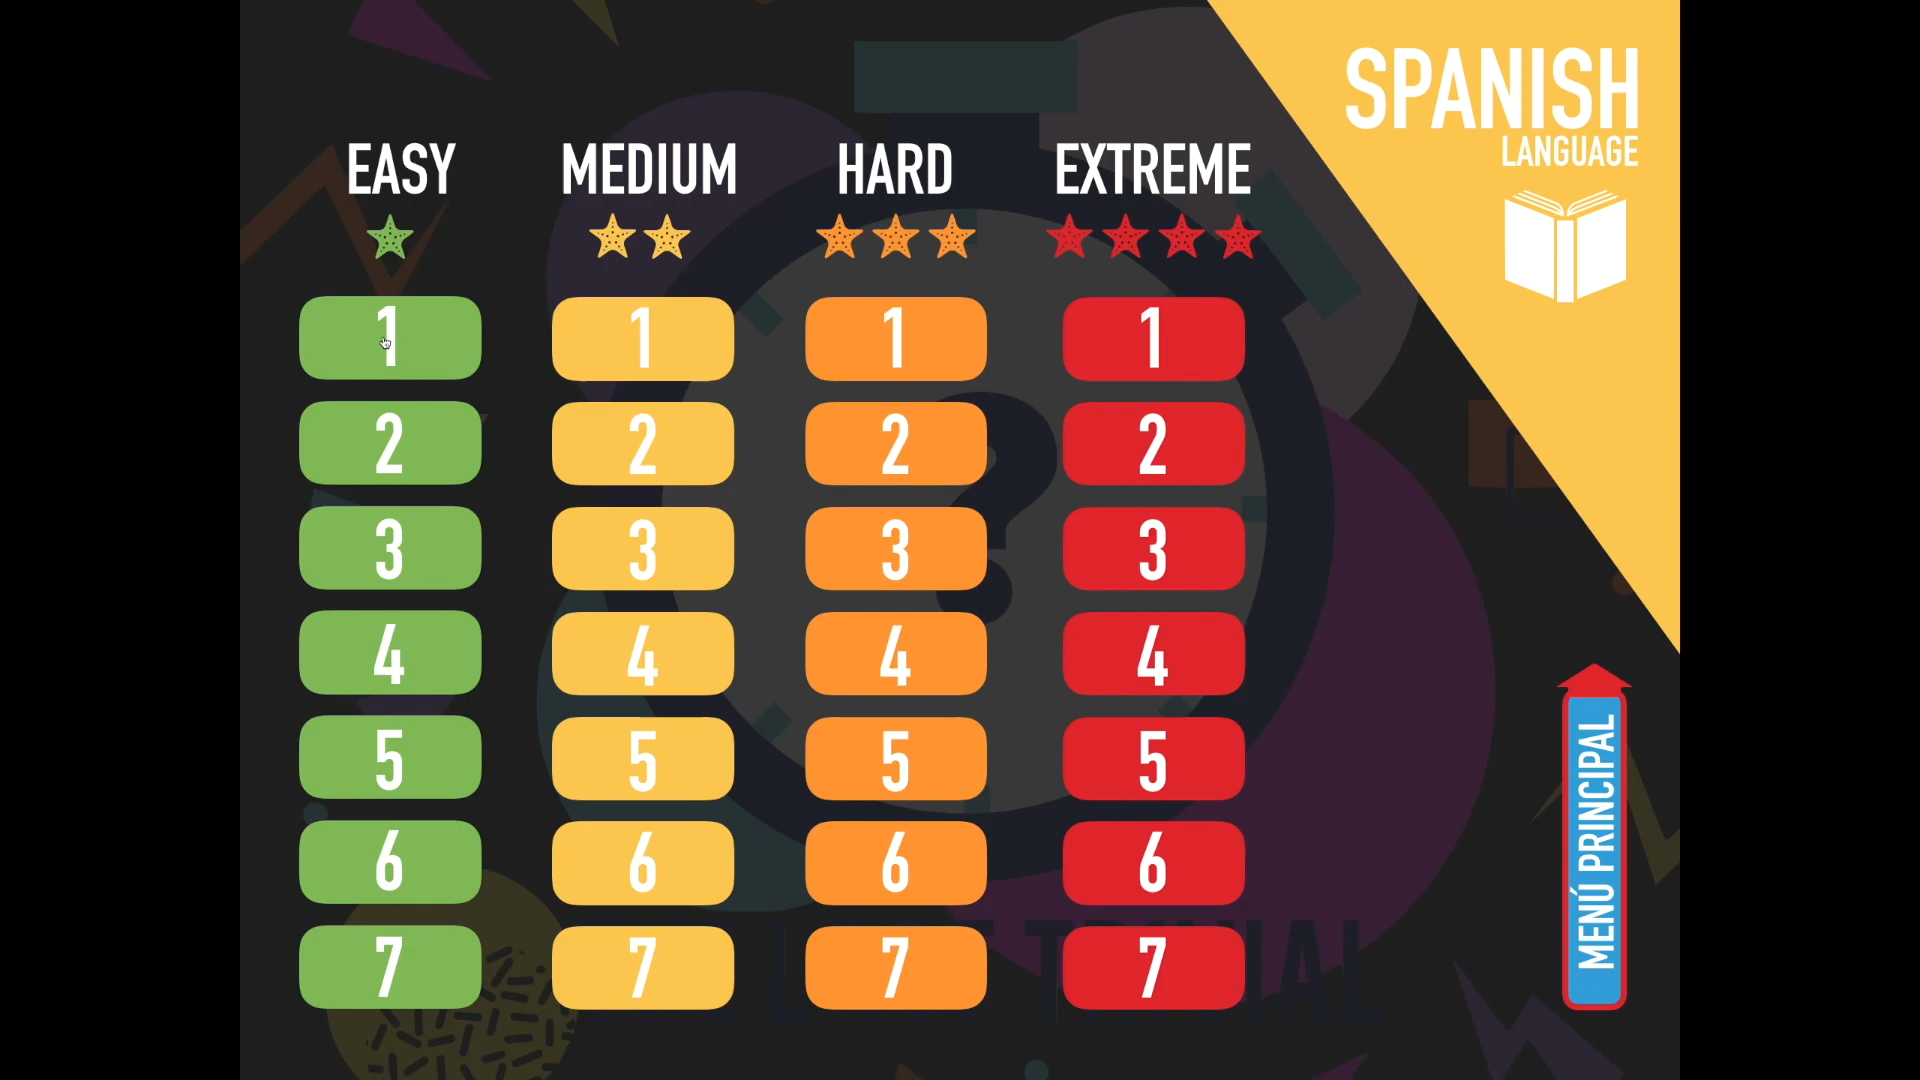 SPANISH
LANGUAGE
EASY MEDIUM HARD EXTREME
1 1 1 1
2 2 2 2
3 3 3 3
4 4 4 4
5 5 5 5
6 6 6 6
7 7 7 7
MENÚ PRINCIPAL